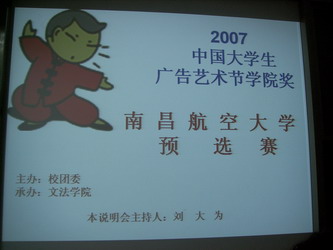 2007
中国大学生
广告艺术节学院奖
南昌航空大学
预选赛
主办：校团委
承办：文法学院
本说明会主持人：刘大为